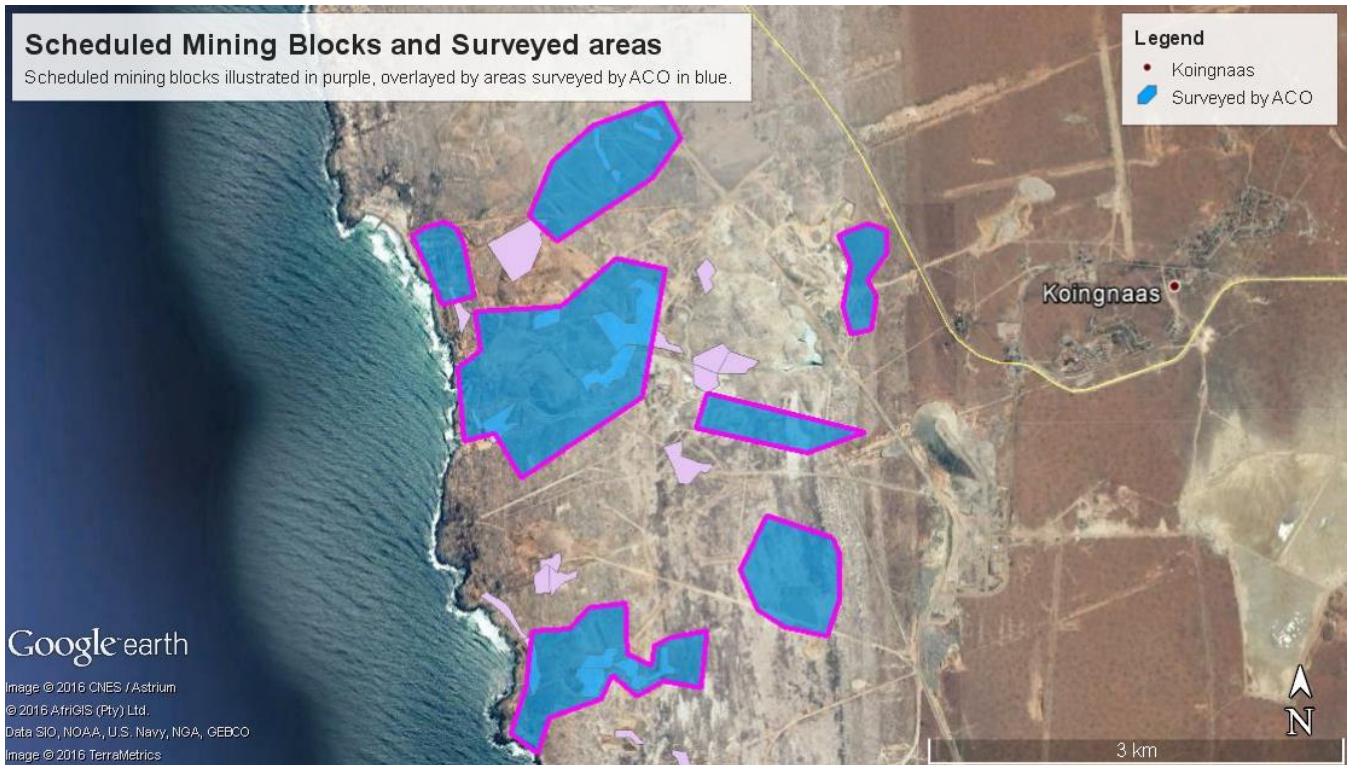 Scheduled Mining Blocks and Surveyed areas
Scheduled mining blocks illustrated in purple, overlayed by areas surveyed by ACO in blue.
Legend
Koingnaas
Surveyed by ACO
Koingnaas
Google earth
Image © 2016 CNES / Astrium
© 2016 AfriGIS (Pty) Ltd.
Data SIO, NOAA, U.S. Navy, NGA, GEBCO
Image © 2016 TerraMetrics
N
3 km